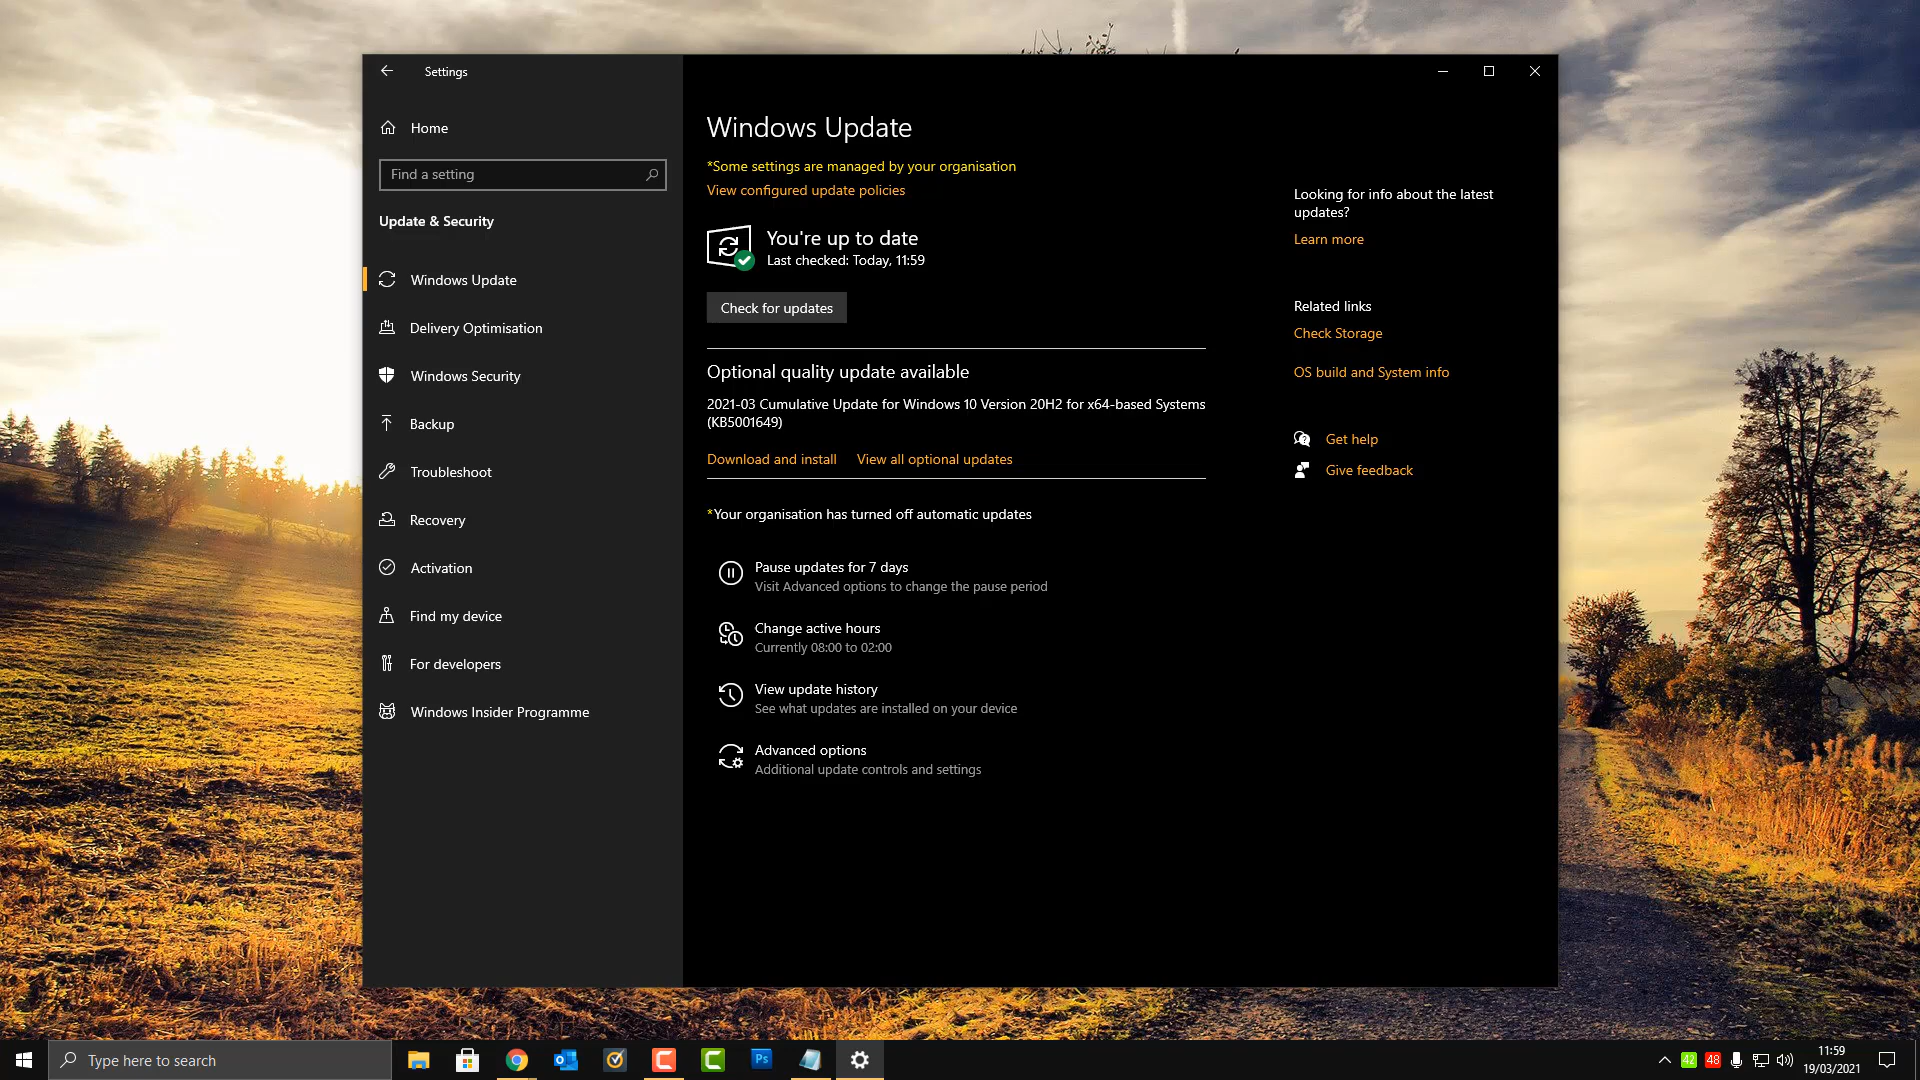 Settings
Home
Find a setting
Update & Security
Windows Update
Delivery Optimisation
Windows Security
Backup
Troubleshoot
Recovery
Activation
Find my device
For developers
Windows Insider Programme
Windows Update
*Some settings are managed by your organisation
View configured update policies
You're up to date
Last checked: Today, 11:59
Check for updates
Optional quality update available
2021-03 Cumulative Update for Windows 10 Version 20H2 for x64-based Systems
(KB5001649)
Download and install View all optional updates
*Your organisation has turned off automatic updates
Pause updates for 7 days
Visit Advanced options to change the pause period
Change active hours
Currently 08:00 to 02:00
View update history
See what updates are installed on your device
Advanced options
Additional update controls and settings
Looking for info about the latest
updates?
Learn more
Related links
Check Storage
OS build and System info
Get help
Give feedback
Type here to search
Ps
42 48
11:59
19/03/2021